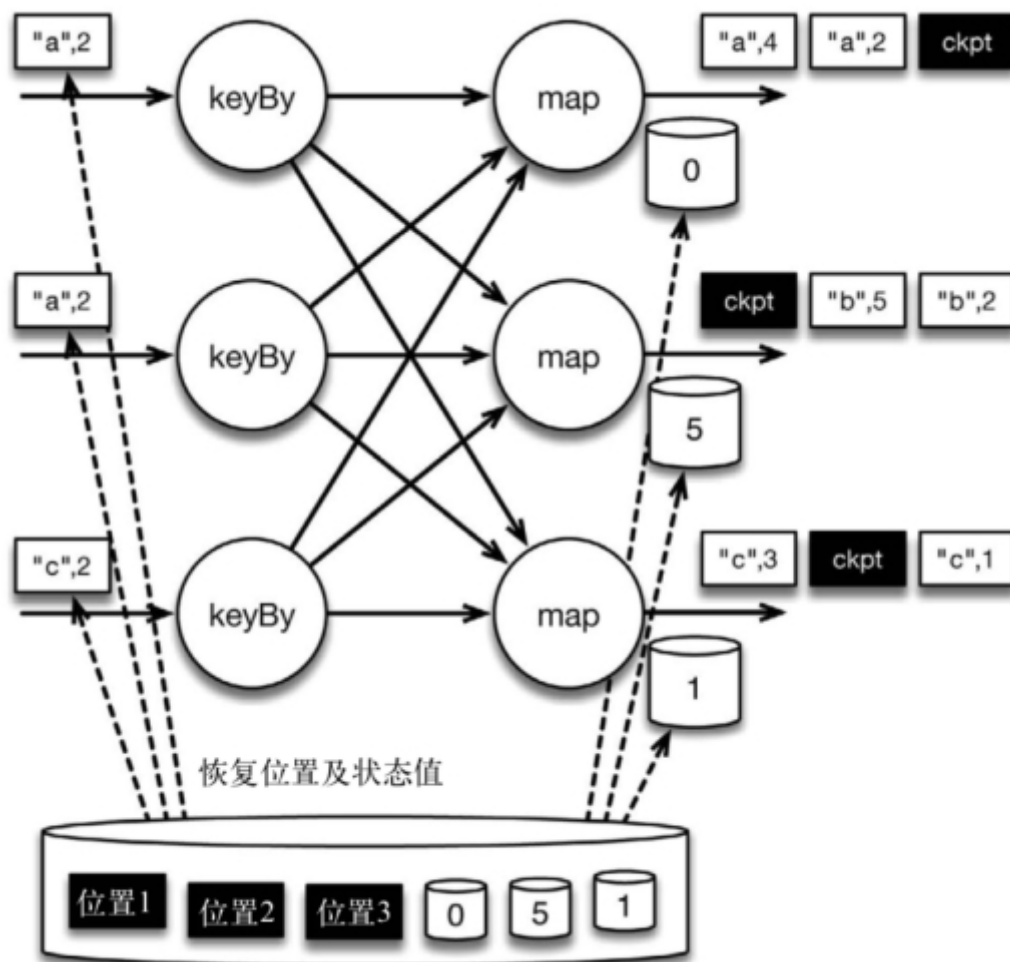 "a",2
"a",4 "a",2 ckpt
keyBy map
0
"a",2
ckpt "b",5 "b",2
keyBy map
5
"c",2
"c",3 ckpt "c",1
keyBy map
1
恢复位置及状态值
位置1 位置2 位置3 0 5 1